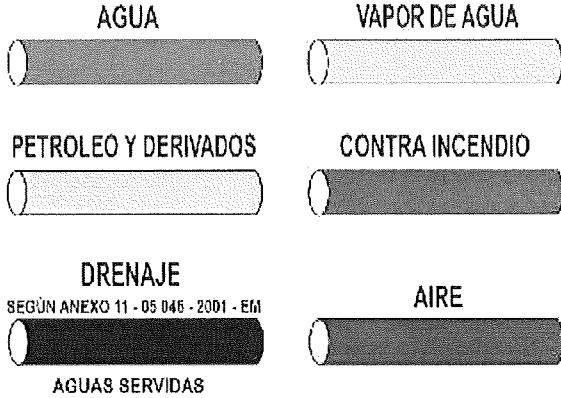 AGUA
VAPOR DE AGUA
PETROLEO Y DERIVADOS
CONTRA INCENDIO
DRENAJE
SEGÚN ANEXO 11 - 05 046 - 2001 - EM
AGUAS SERVIDAS
AIRE